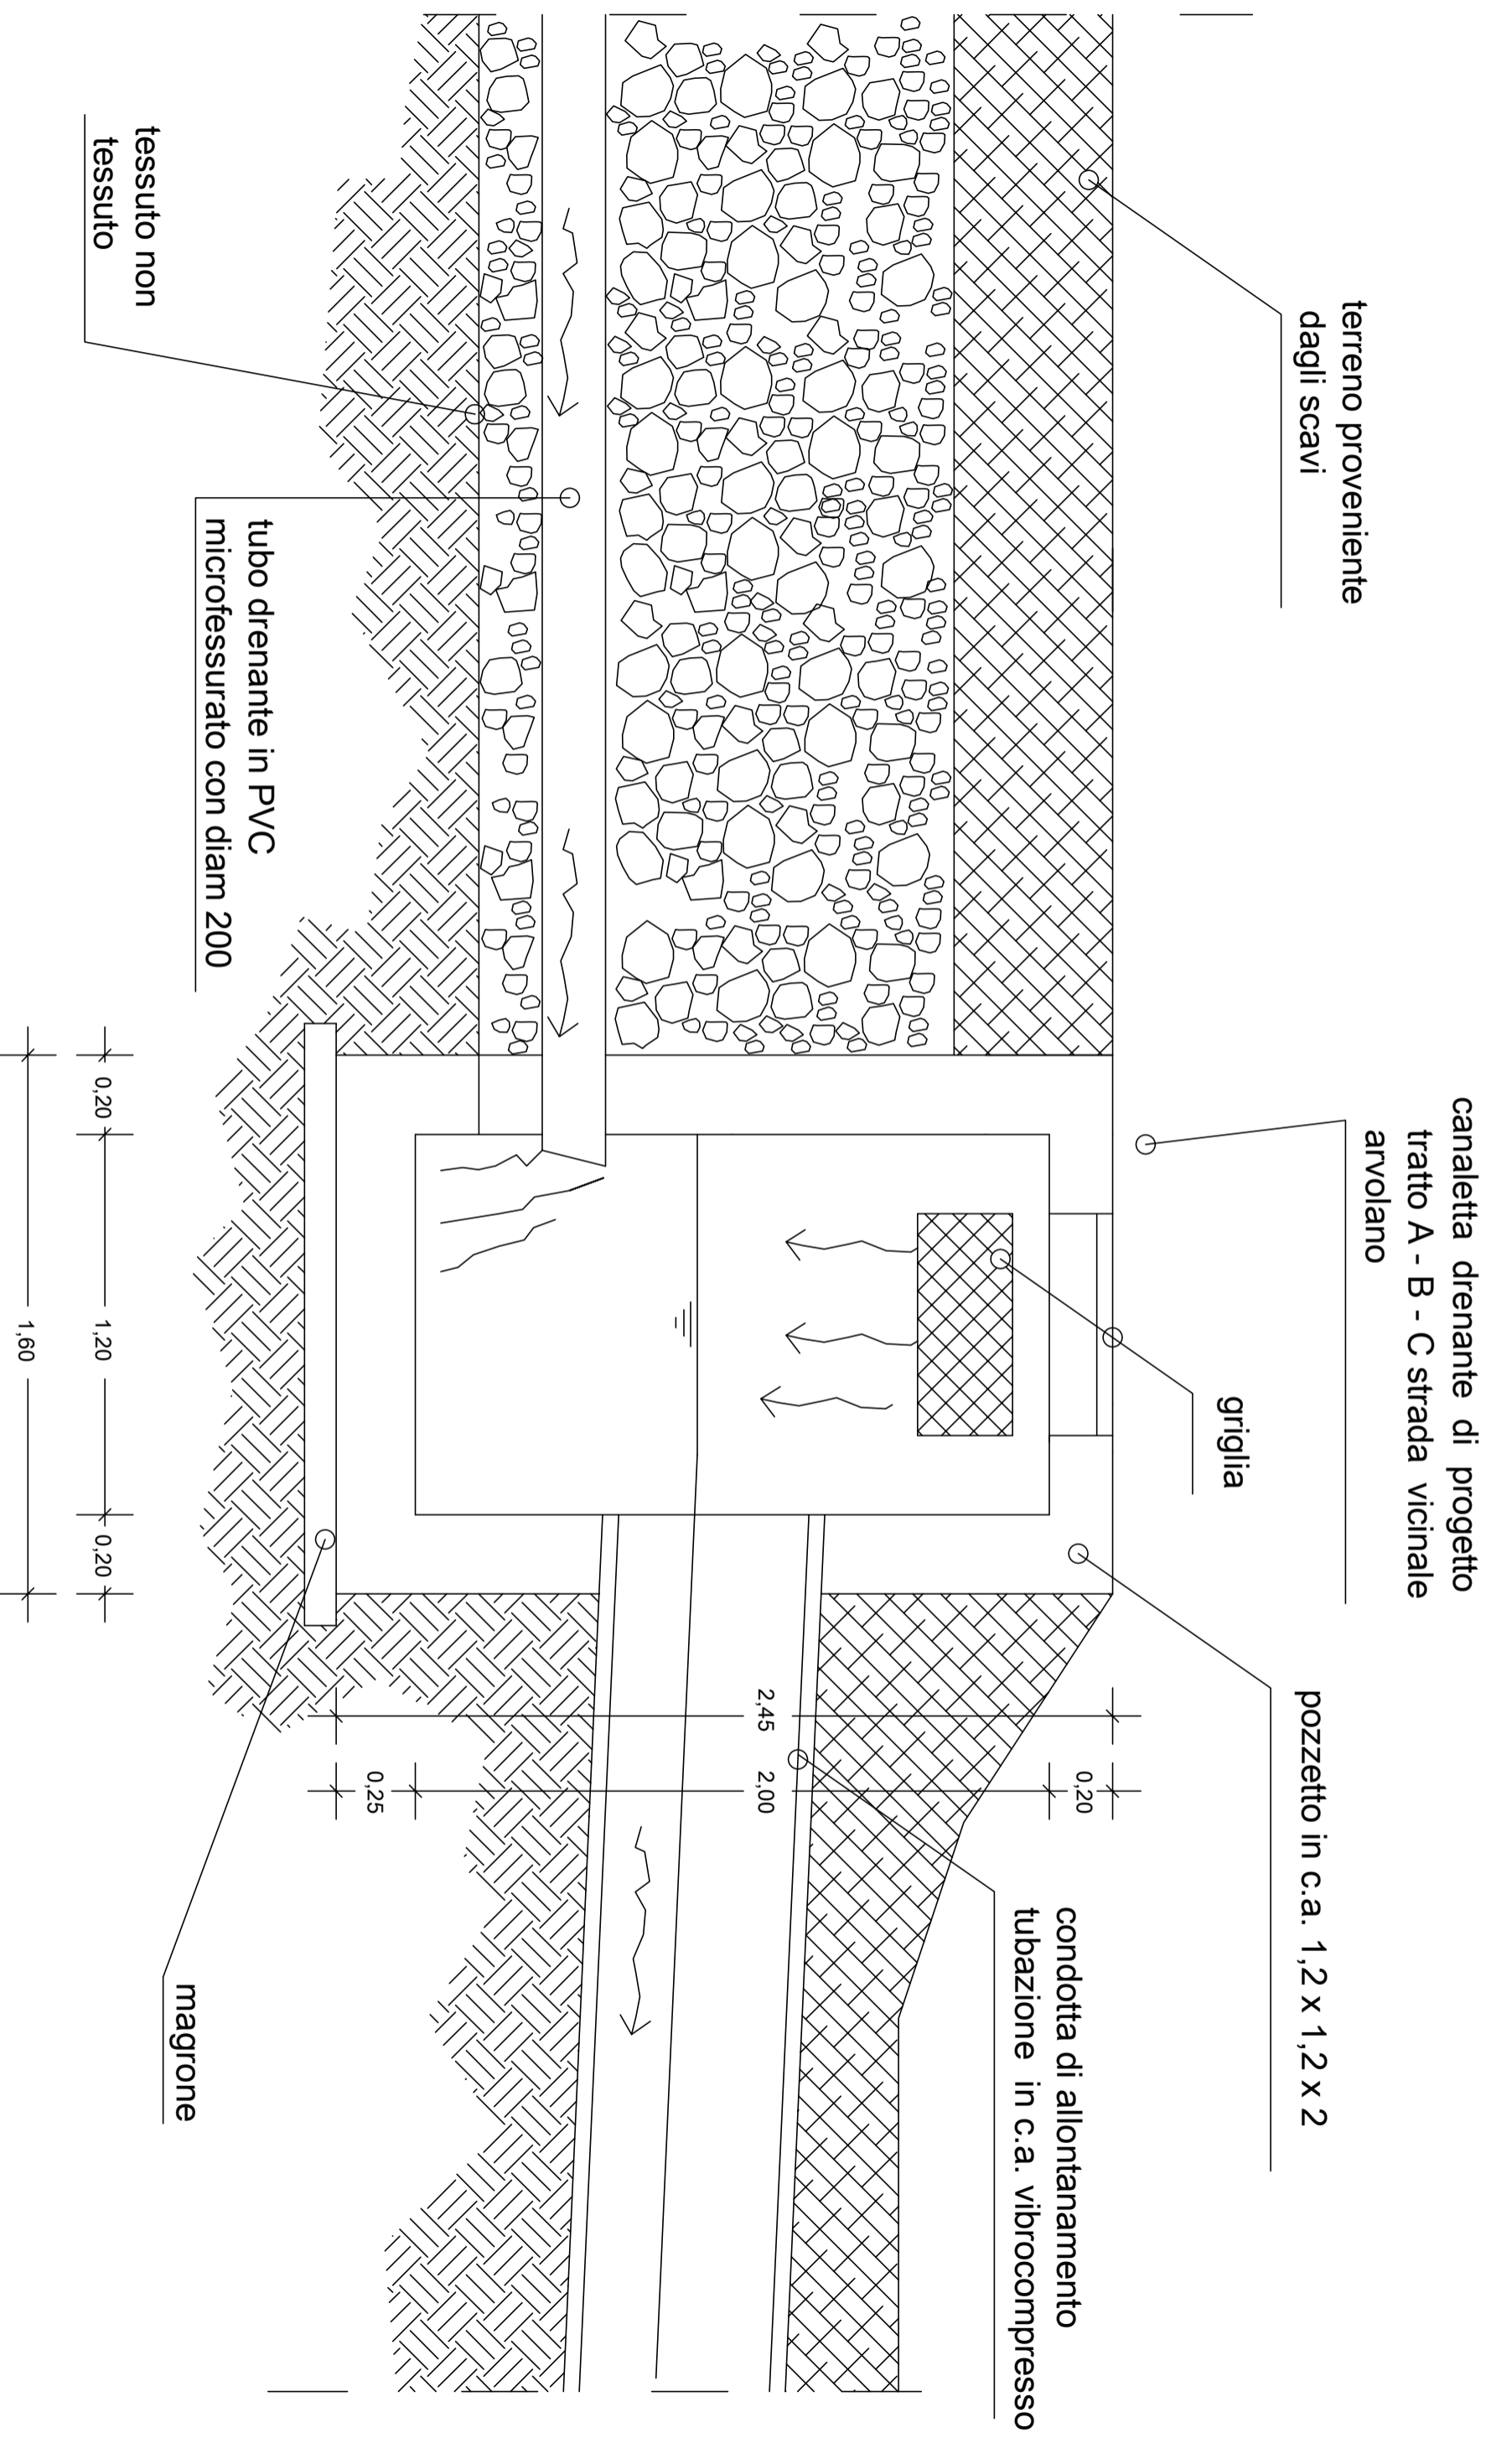 canaletta drenante di progetto
tratto A - B - C strada vicinale
arvolano
terreno proveniente
dagli scavi
griglia
pozzetto in c.a. 1,2 x 1,2 x 2
condotta di allontanamento
tubazione in c.a. vibrocompresso
2,45
0,20
2,00
0,25
tessuto non
tessuto
tubo drenante in PVC
microfessurato con diam 200
magrone
0,20
1,20
0,20
1,60